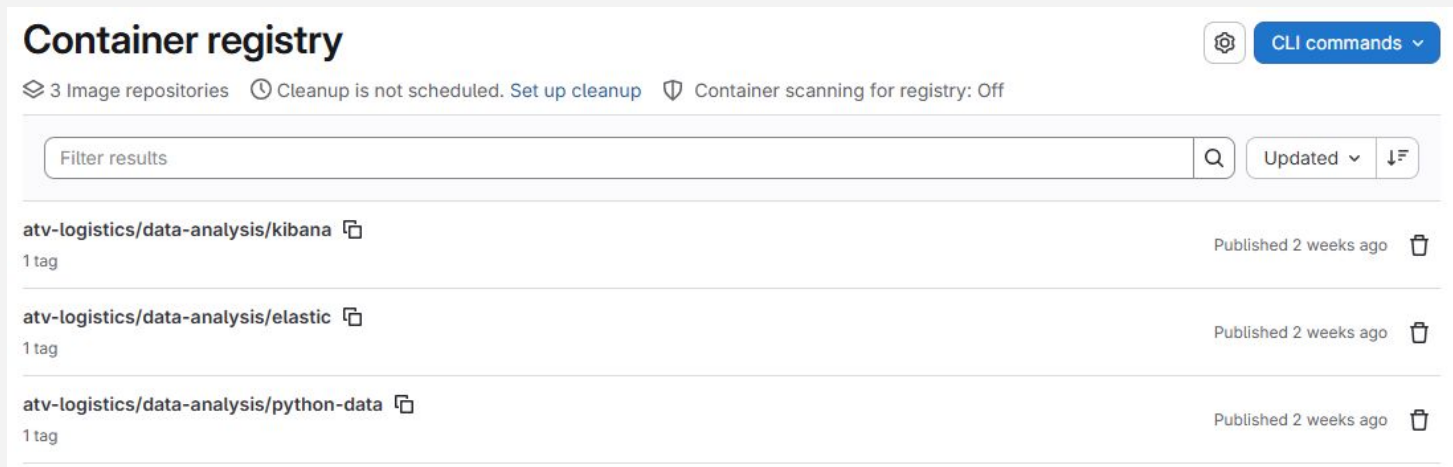 Container registry
CLI commands
3 Image repositories Cleanup is not scheduled. Set up cleanup Container scanning for registry: Off
Filter results
Updated
atv-logistics/data-analysis/kibana
Published 2 weeks ago
1 tag
atv-logistics/data-analysis/elastic
Published 2 weeks ago
1 tag
atv-logistics/data-analysis/python-data
Published 2 weeks ago
1 tag